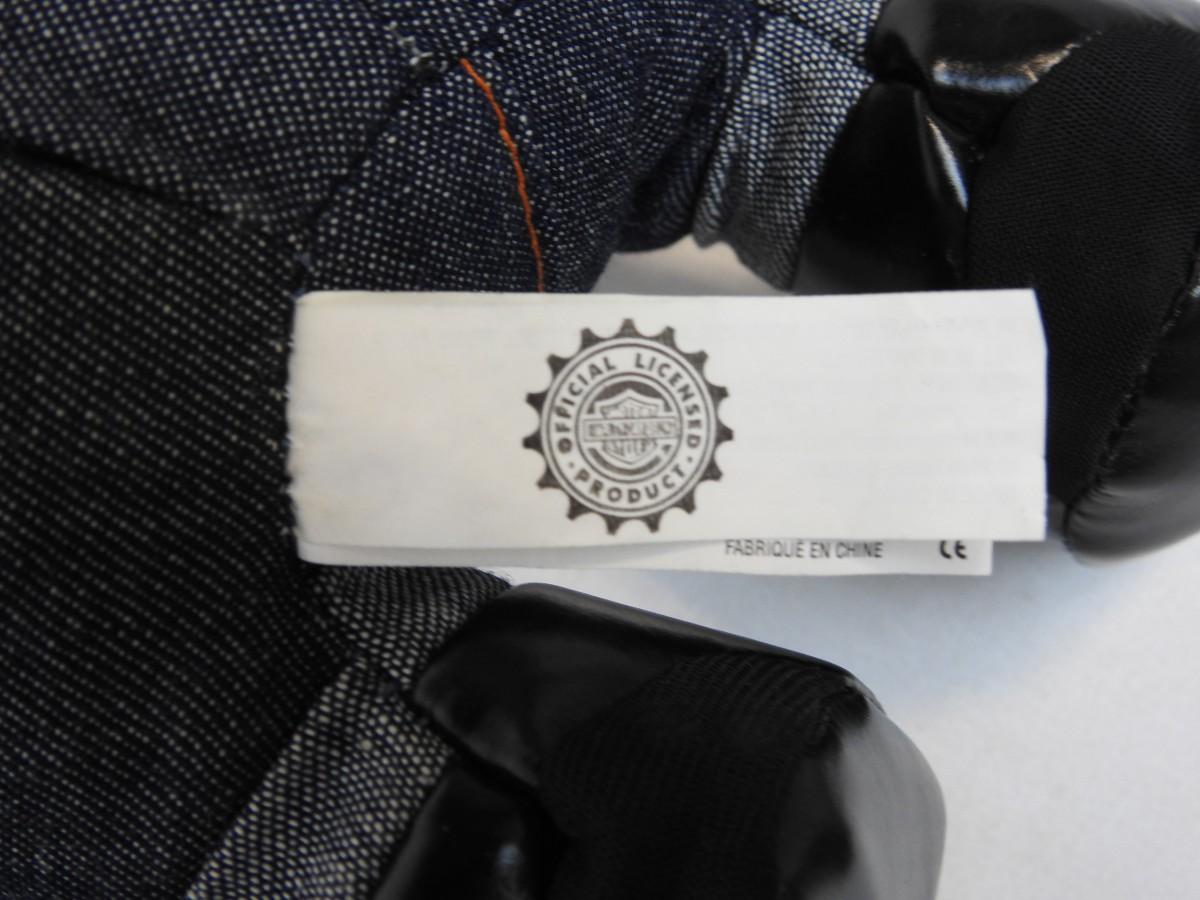 OFFICIAL LICENSED
PRODUCT
FABRIQUÉ EN CHINE
CE